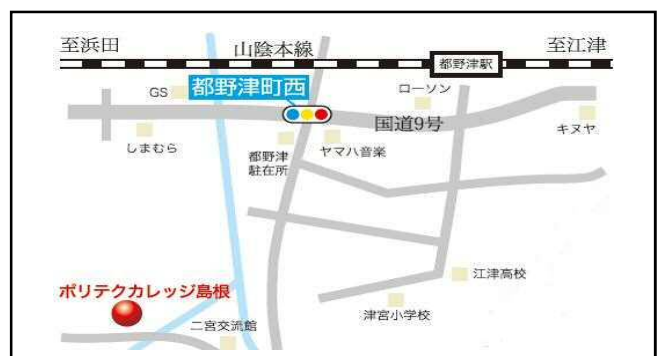 至浜田
山陰本線
至江津
都野津駅
GS
都野津町西
ローソン
国道9号
キヌヤ
しまむら
都野津
駐在所
ヤマハ音楽
江津高校
ポリテクカレッジ島根
津宮小学校
二宮交流館